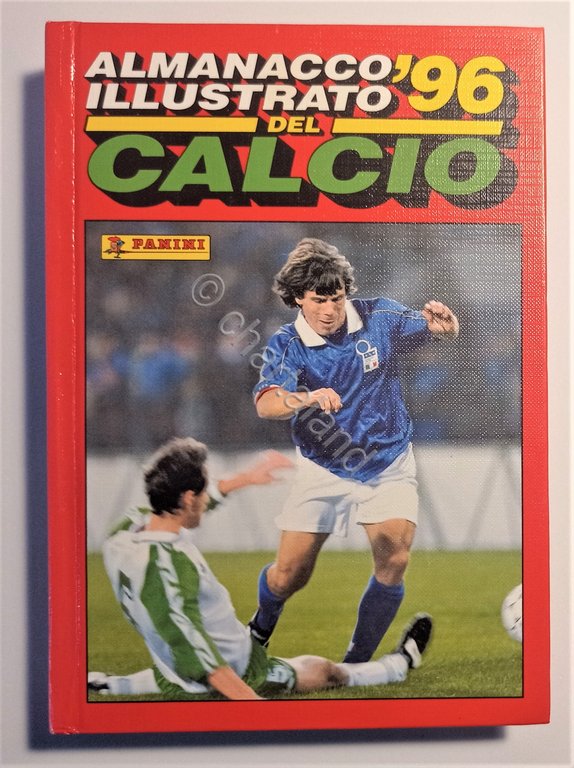 ALMANACCO '96
ILLUSTRATO
DEL
CALCIO
PANINI